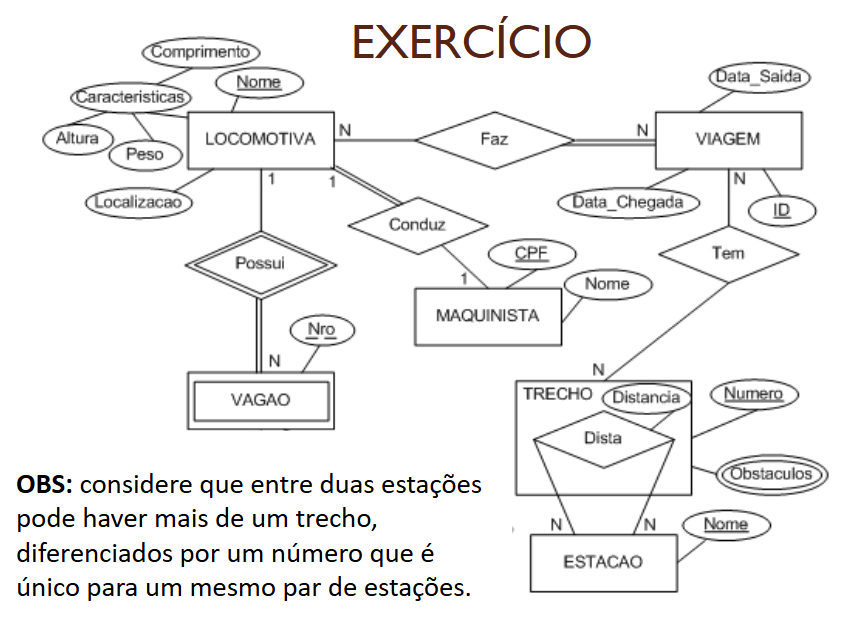 EXERCÍCIO
Comprimento
Nome
Caracteristicas
Altura
Peso
LOCOMOTIVA
N
Faz
N
VIAGEM
Data_Saida
Localizacao
1
1
Data_Chegada
N
ID
Conduz
Tem
Possui
CPF
1
Nome
MAQUINISTA
Nro
N
VAGAO
N
TRECHO
Distancia
Numero
Dista
Obstaculos
N
N
Nome
ESTACAO
OBS: considere que entre duas estações
pode haver mais de um trecho,
diferenciados por um número que é
único para um mesmo par de estações.